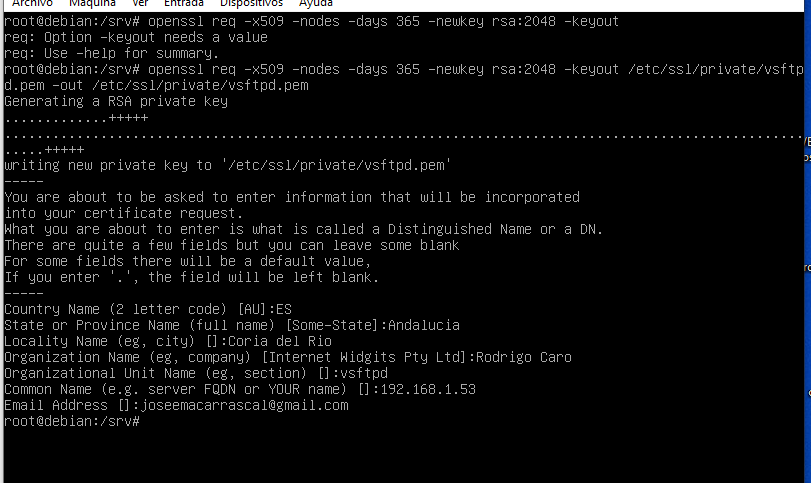 Archivo Máquina Ver Entrada Dispositivos Ayuda
root@debian:/srv# openssl req -x509 -nodes -days 365 -newkey rsa:2048 -keyout
req: Option -keyout needs a value
req: Use -help for summary.
root@debian:/srv# openssl req -x509 -nodes -days 365 -newkey rsa:2048 -keyout /etc/ssl/private/vsftp
d.pem -out /etc/ssl/private/vsftpd.pem
Generating a RSA private key
.............+++++
....................................................................................................
.....+++++
writing new private key to '/etc/ssl/private/vsftpd.pem'
-----
You are about to be asked to enter information that will be incorporated
into your certificate request.
What you are about to enter is what is called a Distinguished Name or a DN.
There are quite a few fields but you can leave some blank
For some fields there will be a default value,
If you enter '.', the field will be left blank.
-----
Country Name (2 letter code) [AU]:ES
State or Province Name (full name) [Some-State]:Andalucia
Locality Name (eg, city) []:Coria del Rio
Organization Name (eg, company) [Internet Widgits Pty Ltd]:Rodrigo Caro
Organizational Unit Name (eg, section) []:vsftpd
Common Name (e.g. server FQDN or YOUR name) []:192.168.1.53
Email Address []:joseemacarrascal@gmail.com
root@debian:/srv#